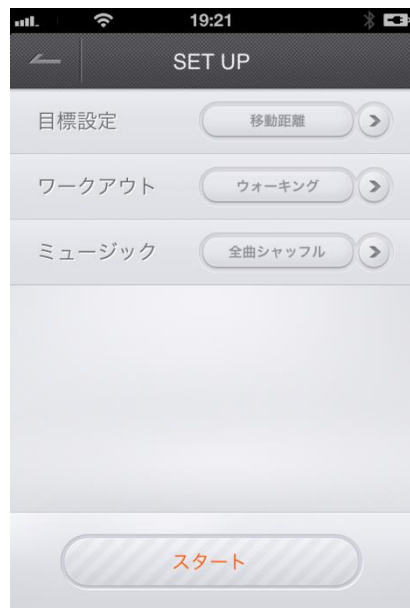 19:21
SET UP
目標設定 移動距離
ワークアウト ウォーキング
ミュージック 全曲シャッフル
スタート